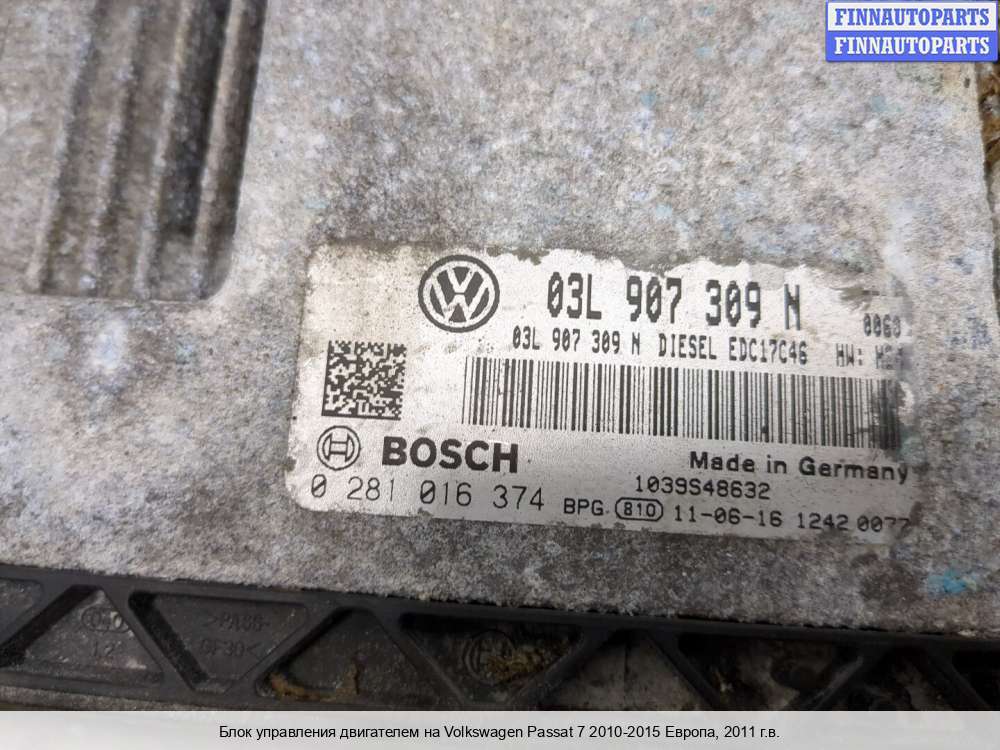 FINNAUTOPARTS
FINNAUTOPARTS
03L 907 309 N
03L 907 309 N DIESEL EDC17C46 HW:
BOSCH
Made in Germany
0 281 016 374
1039S48632
BPG 810 11-06-16 1242 0077
>PA66-
GF30<
Блок управления двигателем на Volkswagen Passat 7 2010-2015 Европа, 2011 г.в.